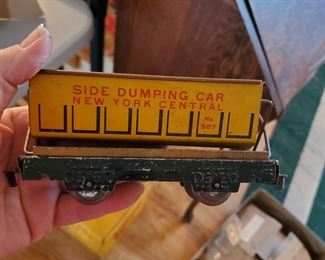 SIDE DUMPING CAR
NEW YORK CENTRAL
No
567